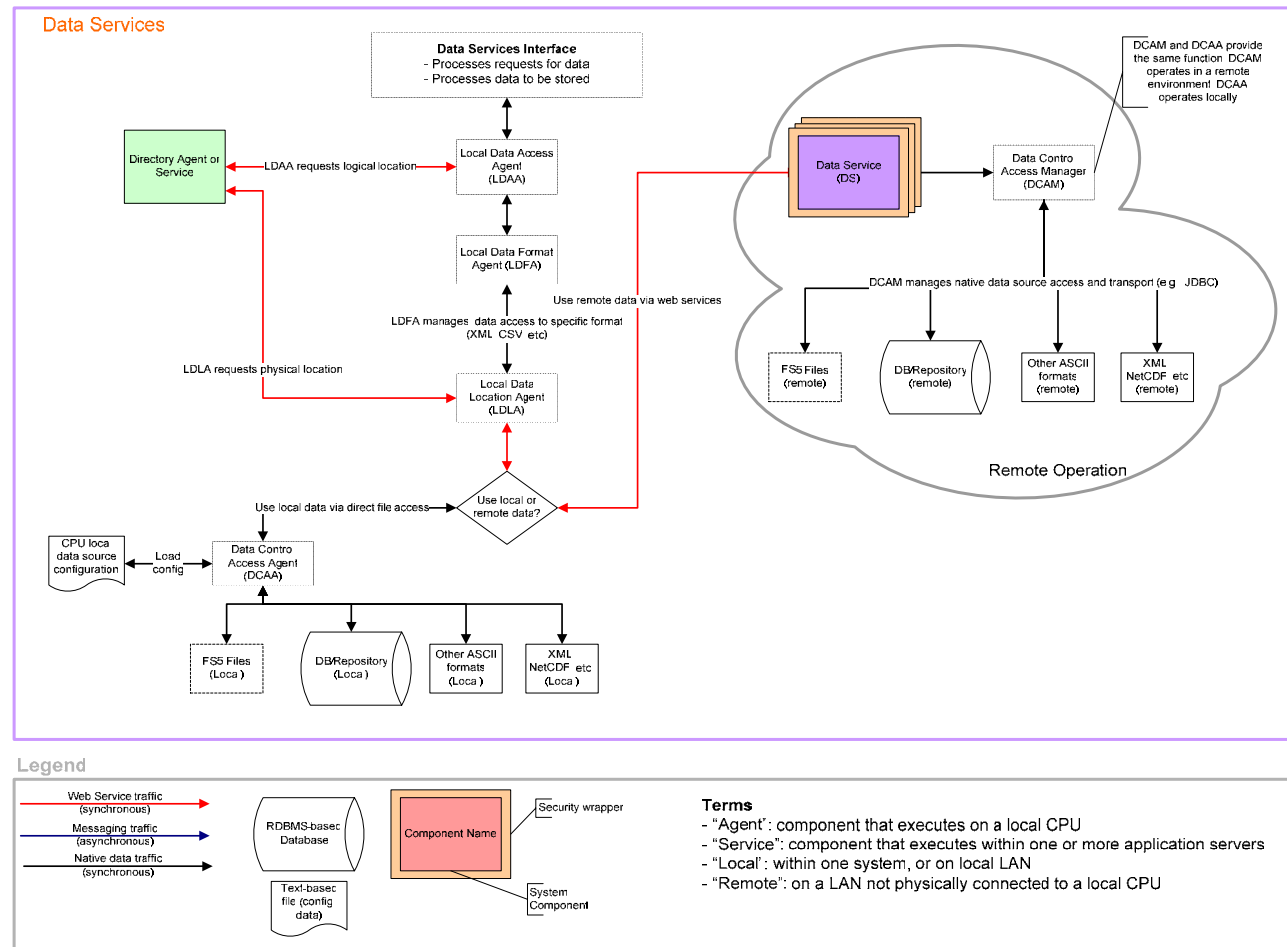 Data Services
Data Services Interface
- Processes requests for data
- Processes data to be stored
DCAM and DCAA provide
the same function DCAM
operates in a remote
environment DCAA
operates locally
Directory Agent or
Service
LDAA requests logical location
Local Data Access
Agent
(LDAA)
Data Service
(DS)
Data Contro
Access Manager
(DCAM)
Local Data Format
Agent (LDFA)
Use remote data via web services
DCAM manages native data source access and transport (e g JDBC)
LDFA manages data access to specific format
(XML CSV etc)
LDLA requests physical location
Local Data
Location Agent
(LDLA)
FS5 Files
(remote)
DB/Repository
(remote)
Other ASCII
formats
(remote)
XML
NetCDF etc
(remote)
Remote Operation
Use local data via direct file access
Use local or
remote data?
CPU loca
data source
configuration
Load
config
Data Contro
Access Agent
(DCAA)
FS5 Files
(Loca )
DB/Repository
(Loca )
Other ASCII
formats
(Loca )
XML
NetCDF etc
(Loca )
Legend
Web Service traffic
(synchronous)
Messaging traffic
(asynchronous)
Native data traffic
(synchronous)
RDBMS-based
Database
Text-based
file (config
data)
Component Name
Security wrapper
System
Component
Terms
- “Agent”: component that executes on a local CPU
- “Service”: component that executes within one or more application servers
- “Local”: within one system, or on local LAN
- “Remote”: on a LAN not physically connected to a local CPU